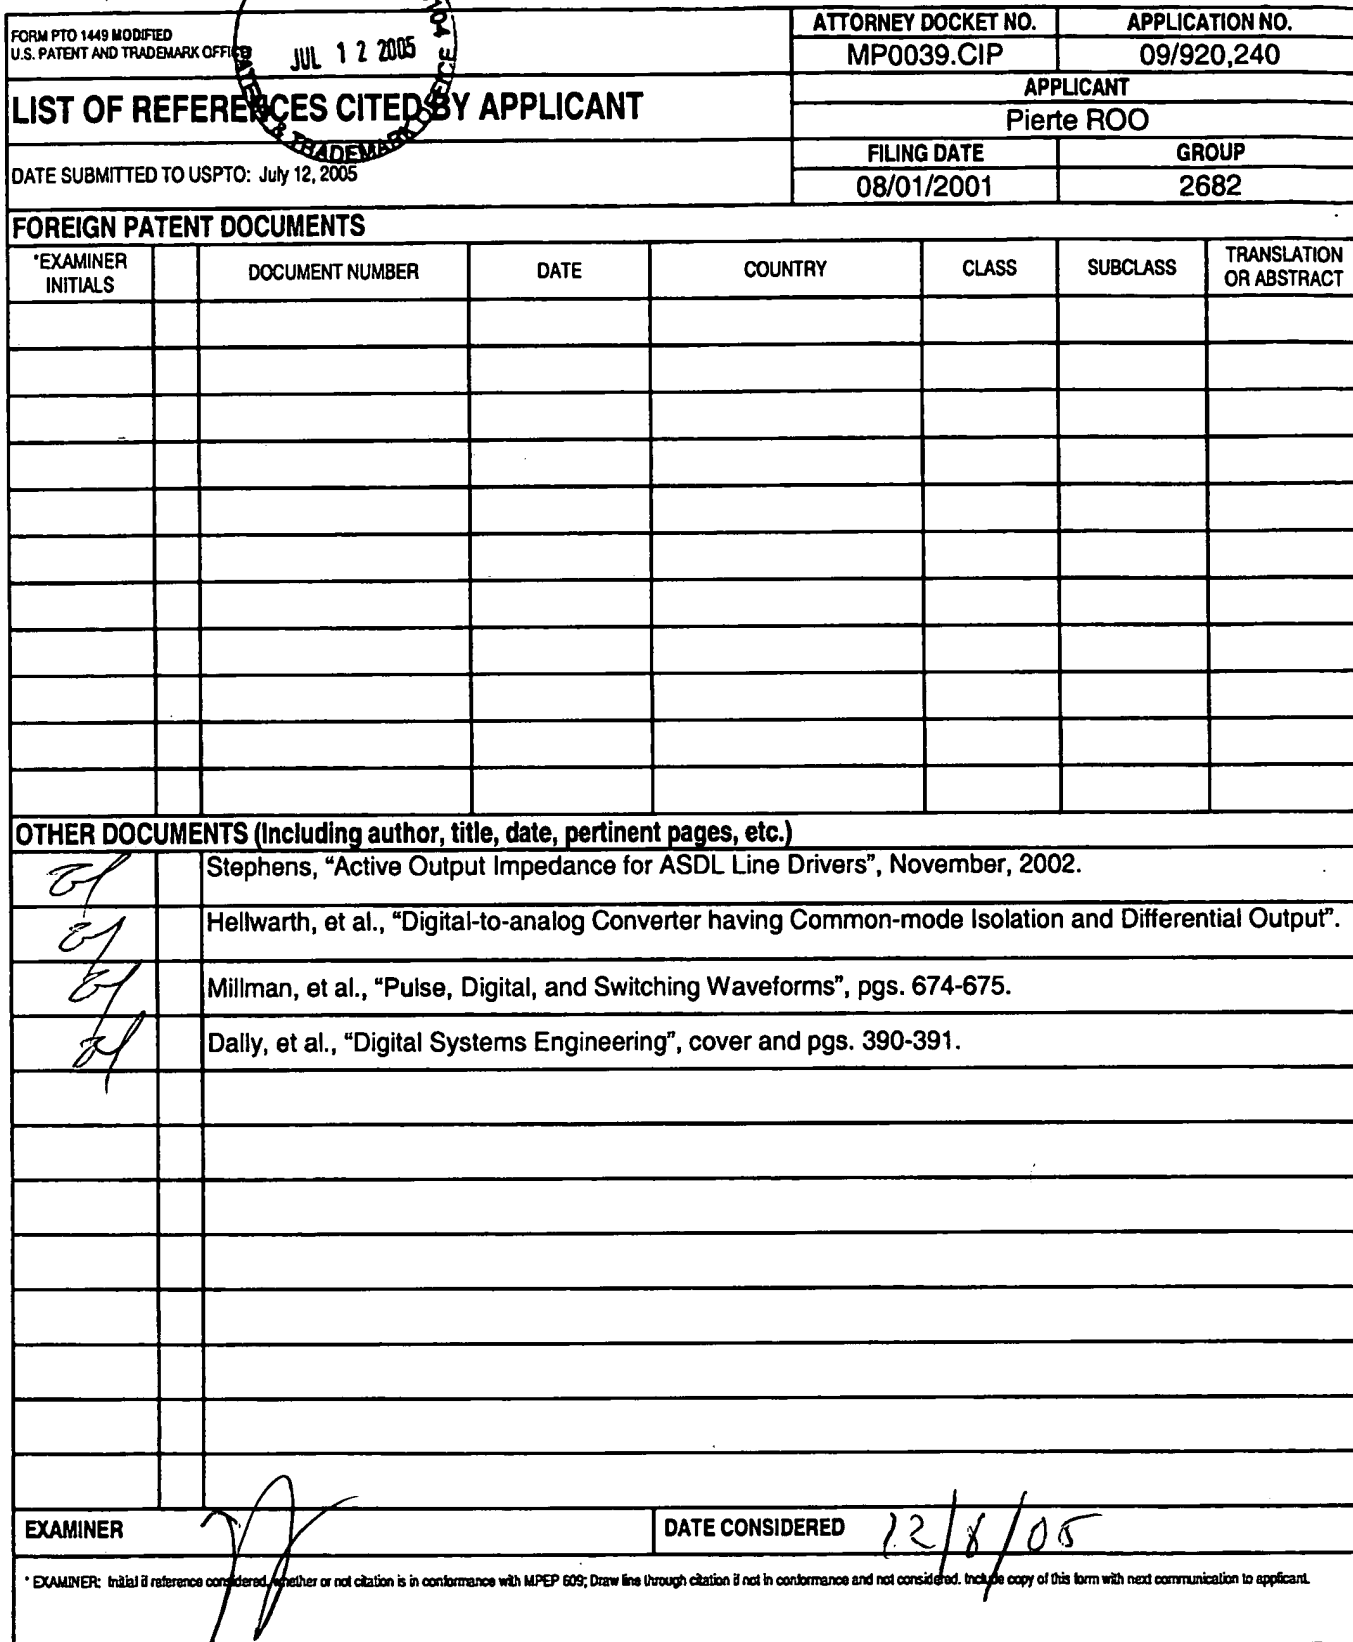 FORM PTO 1449 MODIFIED
U.S. PATENT AND TRADEMARK OFFICE
JUL 12 2005
& TRADEMARK OFFICE
ATTORNEY DOCKET NO.
APPLICATION NO.
MP0039.CIP
09/920,240
LIST OF REFERENCES CITED BY APPLICANT
APPLICANT
Pierte ROO
DATE SUBMITTED TO USPTO: July 12, 2005
FILING DATE
GROUP
08/01/2001
2682
FOREIGN PATENT DOCUMENTS
*EXAMINER INITIALS
DOCUMENT NUMBER
DATE
COUNTRY
CLASS
SUBCLASS
TRANSLATION OR ABSTRACT
OTHER DOCUMENTS (Including author, title, date, pertinent pages, etc.)
Stephens, “Active Output Impedance for ASDL Line Drivers”, November, 2002.
Hellwarth, et al., “Digital-to-analog Converter having Common-mode Isolation and Differential Output”.
Millman, et al., “Pulse, Digital, and Switching Waveforms”, pgs. 674-675.
Dally, et al., “Digital Systems Engineering”, cover and pgs. 390-391.
EXAMINER
DATE CONSIDERED 12/8/05
* EXAMINER: Initial if reference considered, whether or not citation is in conformance with MPEP 609; Draw line through citation if not in conformance and not considered. Include copy of this form with next communication to applicant.